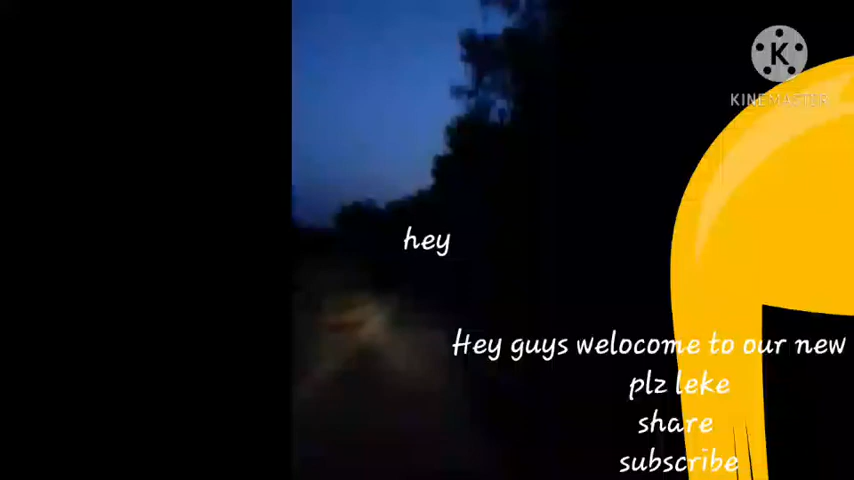 K
KINEMASTER
hey
Hey guys welocome to our new
plz leke
share
subscribe